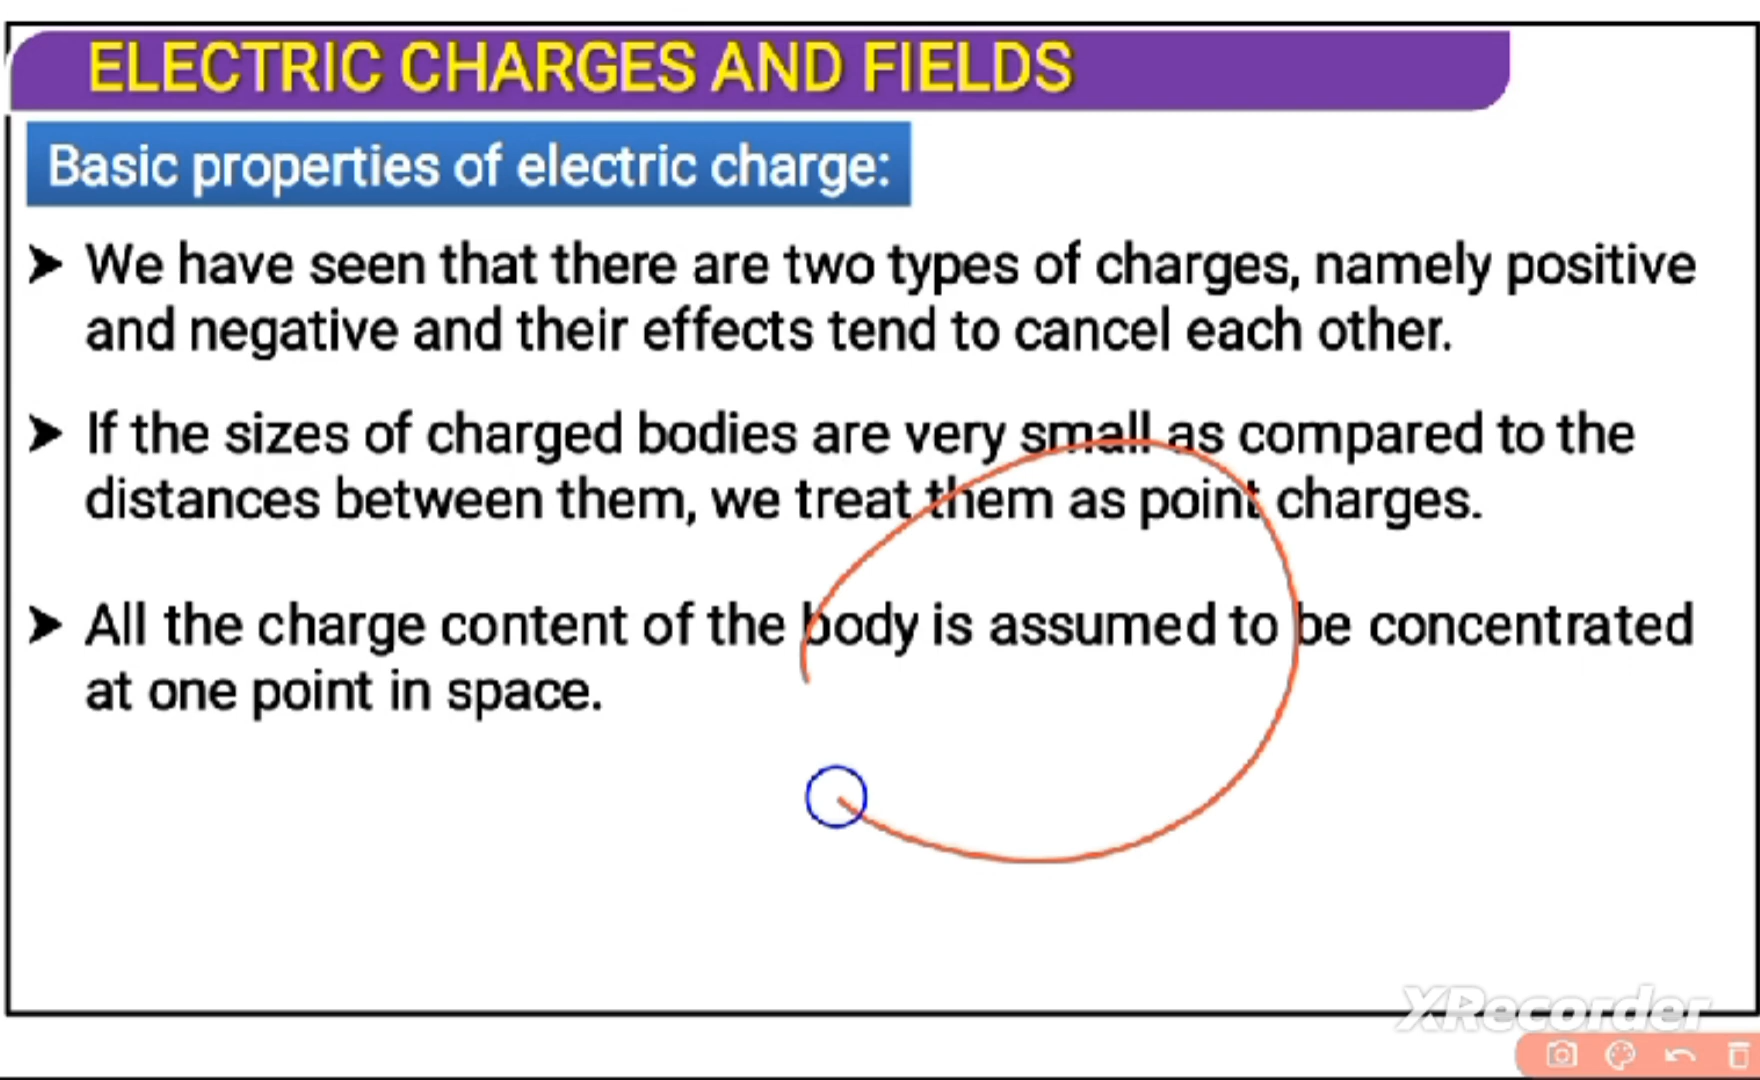 ELECTRIC CHARGES AND FIELDS
Basic properties of electric charge:
➤ We have seen that there are two types of charges, namely positive
and negative and their effects tend to cancel each other.
➤ If the sizes of charged bodies are very small as compared to the
distances between them, we treat them as point charges.
➤ All the charge content of the body is assumed to be concentrated
at one point in space.
XRecorder